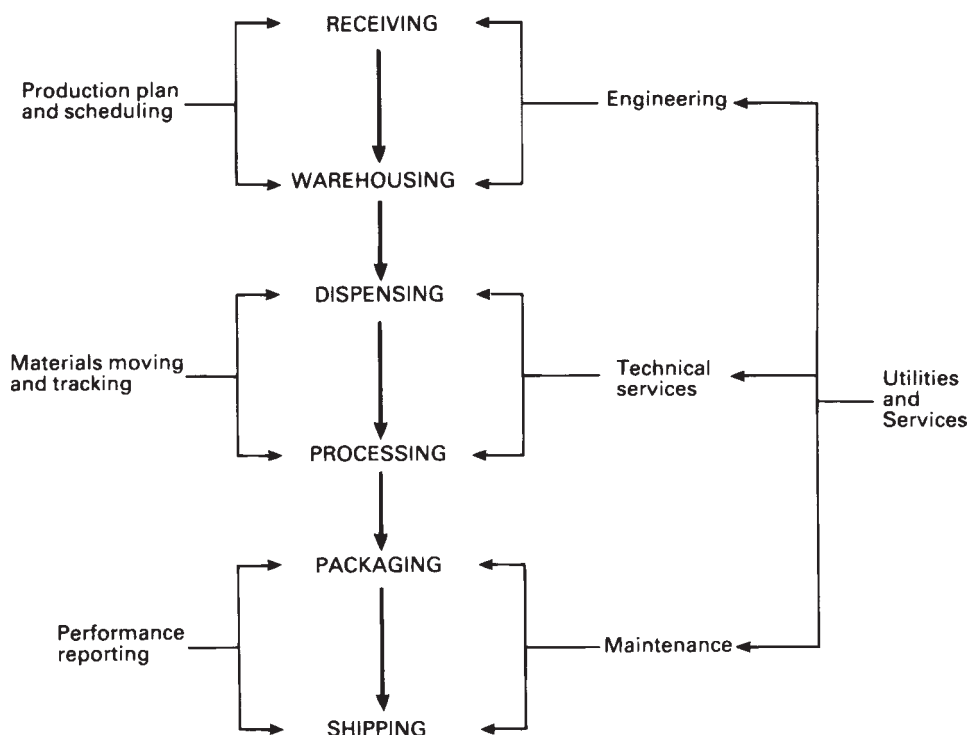 RECEIVING
Production plan
and scheduling
Engineering
WAREHOUSING
DISPENSING
Materials moving
and tracking
Technical
services
Utilities
and
Services
PROCESSING
PACKAGING
Performance
reporting
Maintenance
SHIPPING